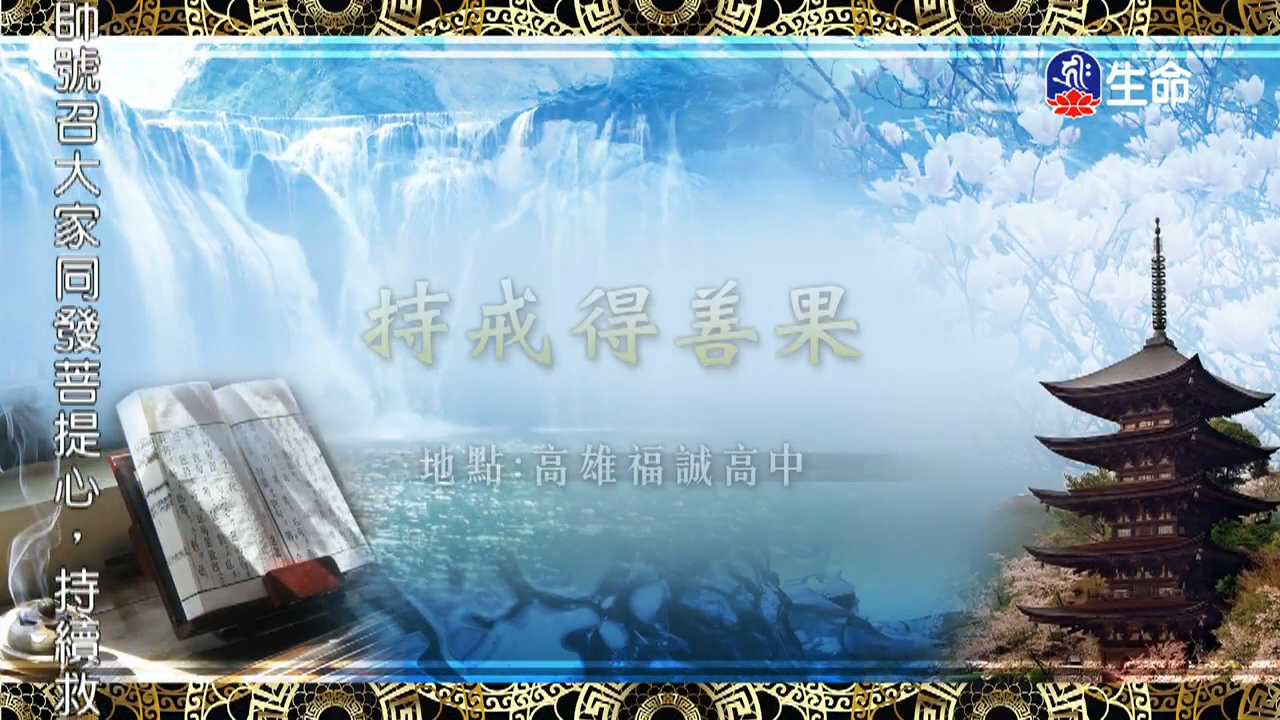 生命
持戒得善果
地點:高雄福誠高中
師號召大家同發菩提心，持續救